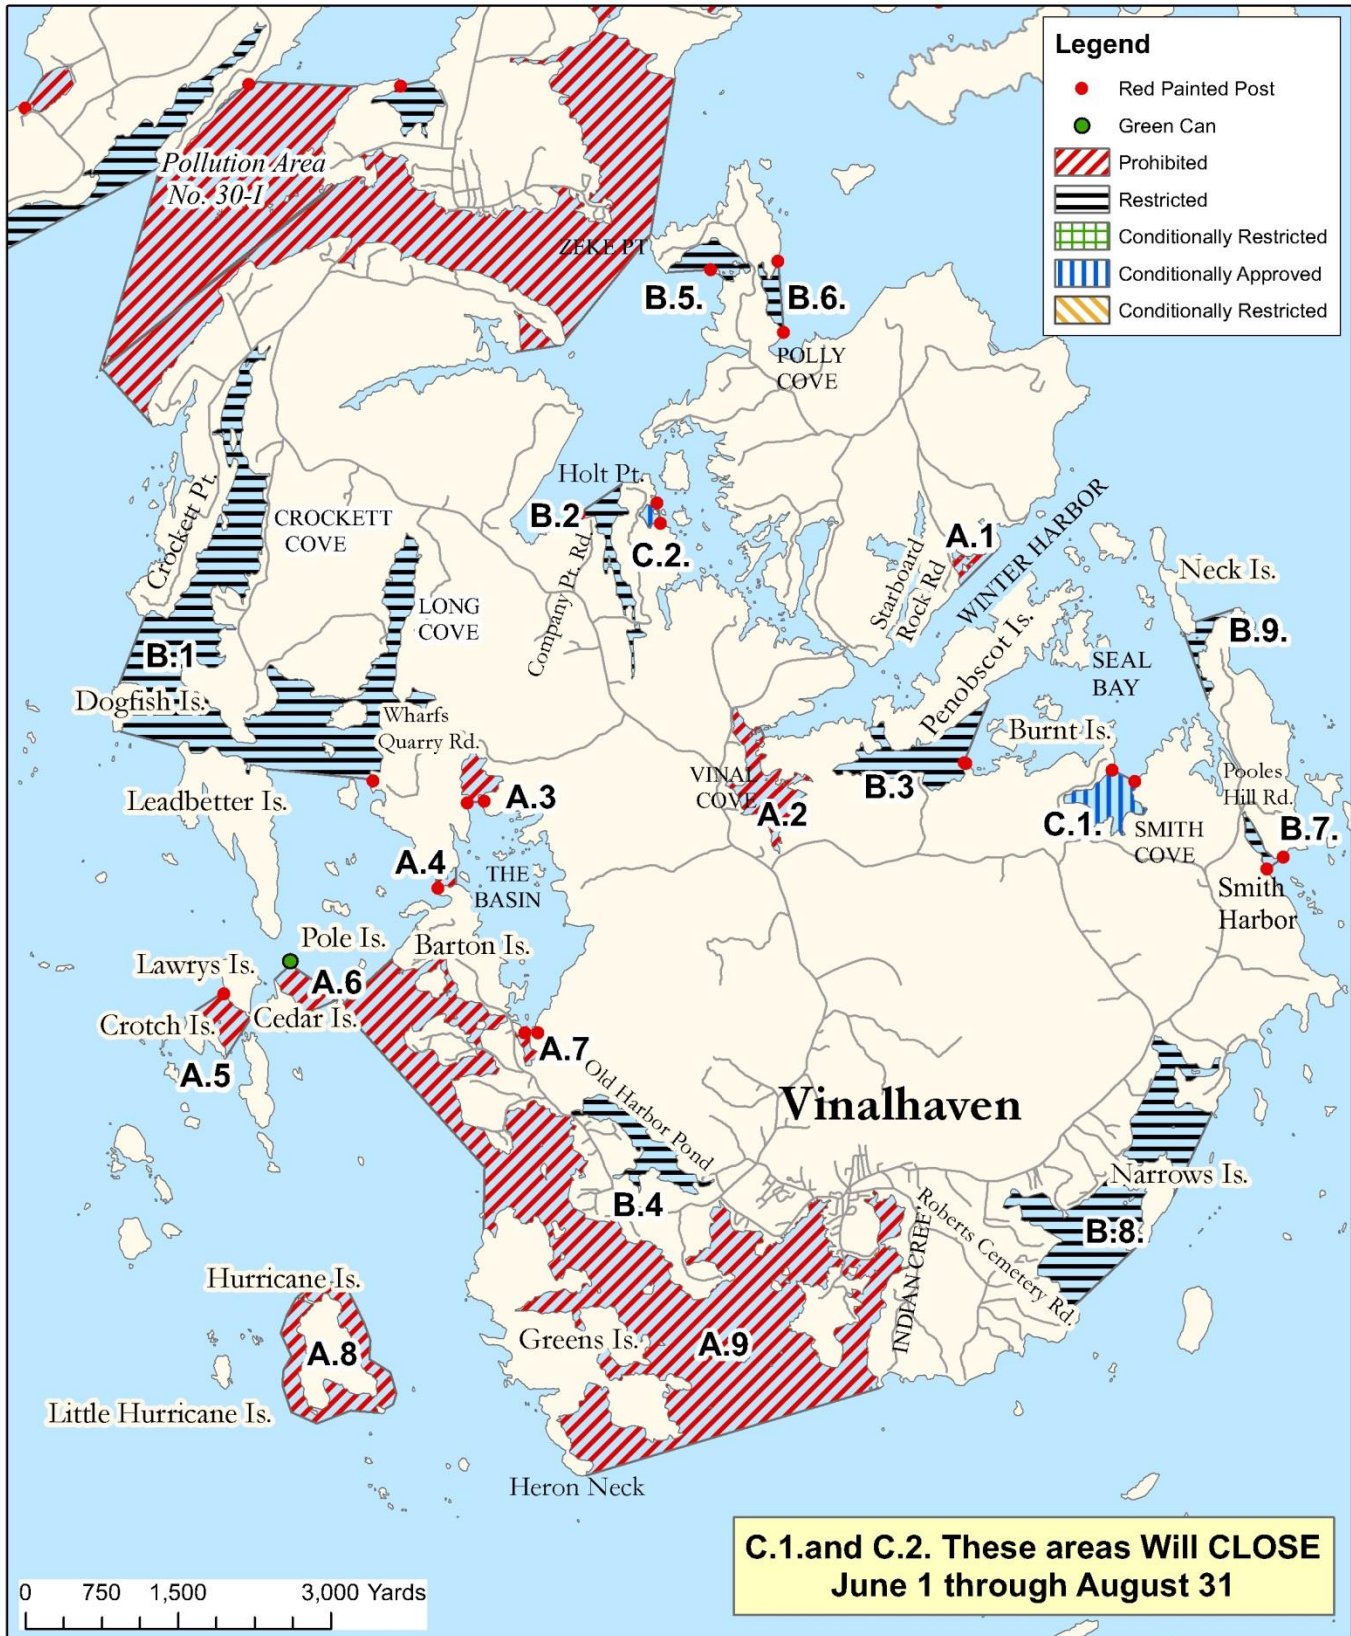 Legend
Red Painted Post
Green Can
Prohibited
Restricted
Conditionally Restricted
Conditionally Approved
Conditionally Restricted
Pollution Area
No. 30-I
ZEKE PT
B.5.
B.6.
POLLY
COVE
Holt Pt.
B.2
C.2.
Crockett Pt.
CROCKETT
COVE
Company Pt. Rd.
A.1
Starboard
Rock Rd
WINTER HARBOR
Neck Is.
B.9.
LONG
COVE
B.1
Dogfish Is.
Penobscot Is.
SEAL
BAY
Wharfs
Quarry Rd.
Burnt Is.
Leadbetter Is.
VINAL
COVE
B.3
A.3
A.2
C.1.
SMITH
COVE
Pooles
Hill Rd.
B.7.
Smith
Harbor
A.4
THE
BASIN
Pole Is.
Barton Is.
Lawrys Is.
A.6
Crotch Is.
Cedar Is.
A.5
A.7
Old Harbor Pond
Vinalhaven
B.4
Narrows Is.
B.8.
INDIAN CREE
Roberts Cemetery Rd.
Hurricane Is.
A.8
Greens Is.
A.9
Little Hurricane Is.
Heron Neck
C.1.and C.2. These areas Will CLOSE
June 1 through August 31
0 750 1,500 3,000 Yards